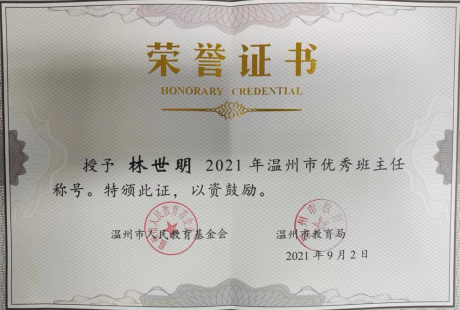 荣誉证书
HONORARY CREDENTIAL
授予 林世明 2021年温州市优秀班主任
称号。特颁此证，以资鼓励。
温州市人民教育基金会 温州市教育局
2021年9月2日